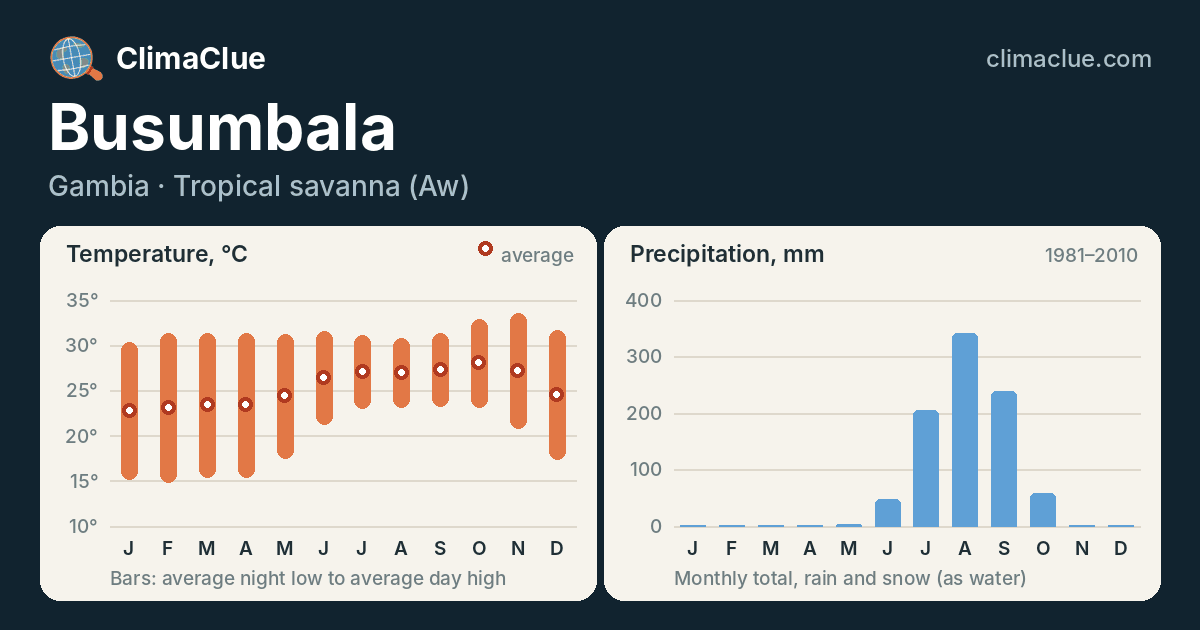 ClimaClue
climaclue.com
Busumbala
Gambia · Tropical savanna (Aw)
Temperature, °C
average
35°
30°
25°
20°
15°
10°
J F M A M J J A S O N D
Bars: average night low to average day high
Precipitation, mm
1981–2010
400
300
200
100
0
J F M A M J J A S O N D
Monthly total, rain and snow (as water)